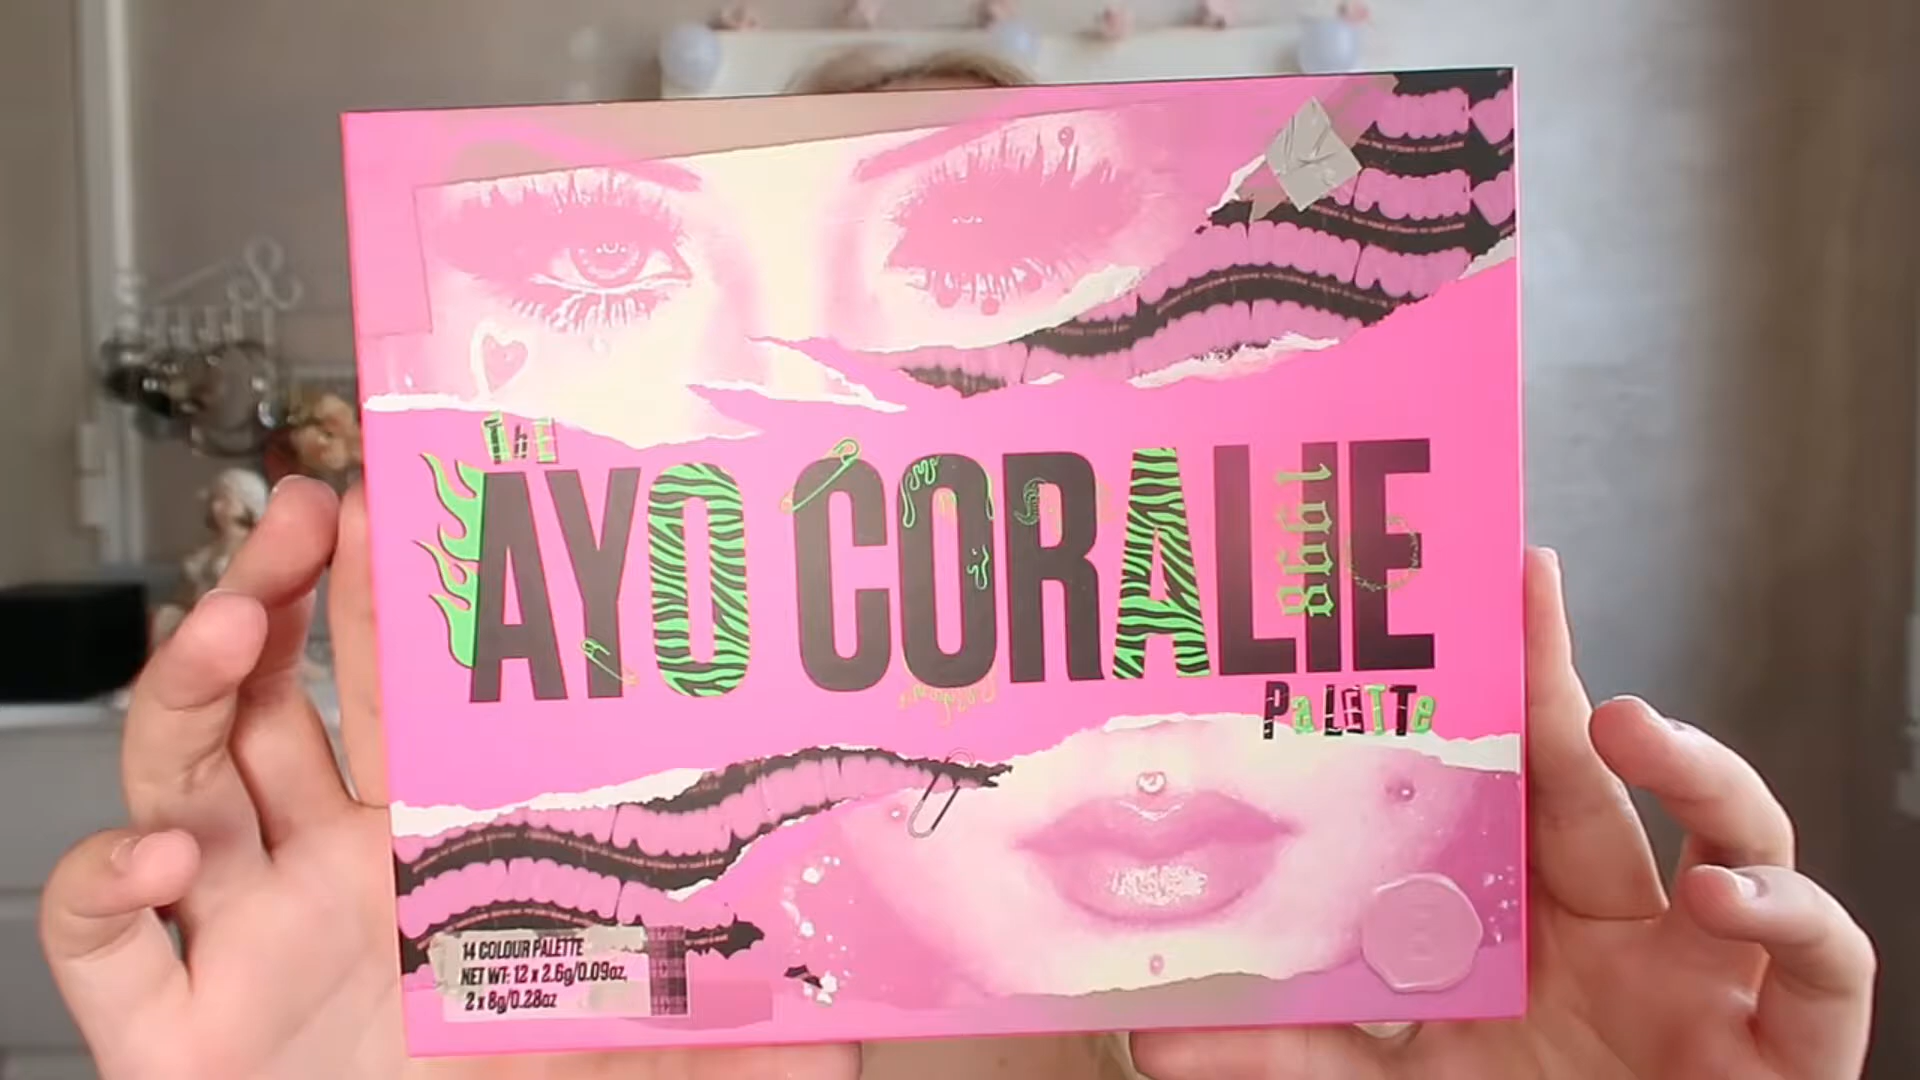 The
AYO CORALIE
1998
PaLETTe
14 COLOUR PALETTE
NET WT: 12 x 2.6g/0.09oz,
2 x 8g/0.28oz